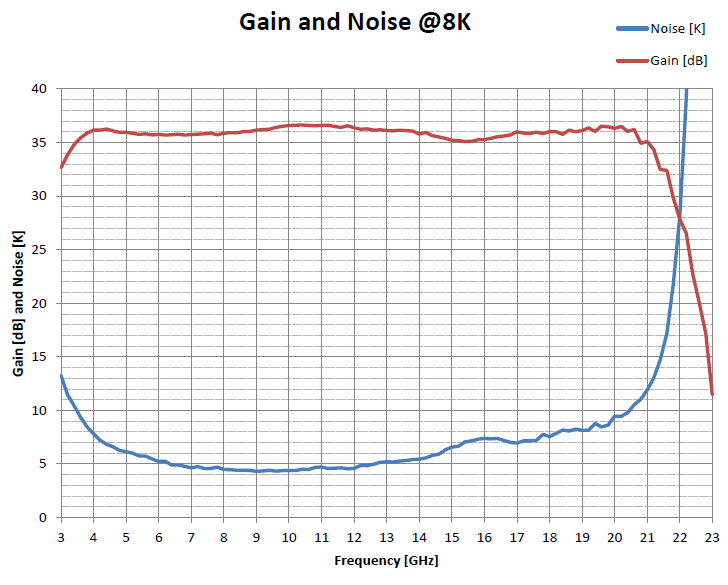 Gain and Noise @8K
Noise [K]
Gain [dB]
40
35
30
25
20
15
10
5
0
Gain [dB] and Noise [K]
3 4 5 6 7 8 9 10 11 12 13 14 15 16 17 18 19 20 21 22 23
Frequency [GHz]